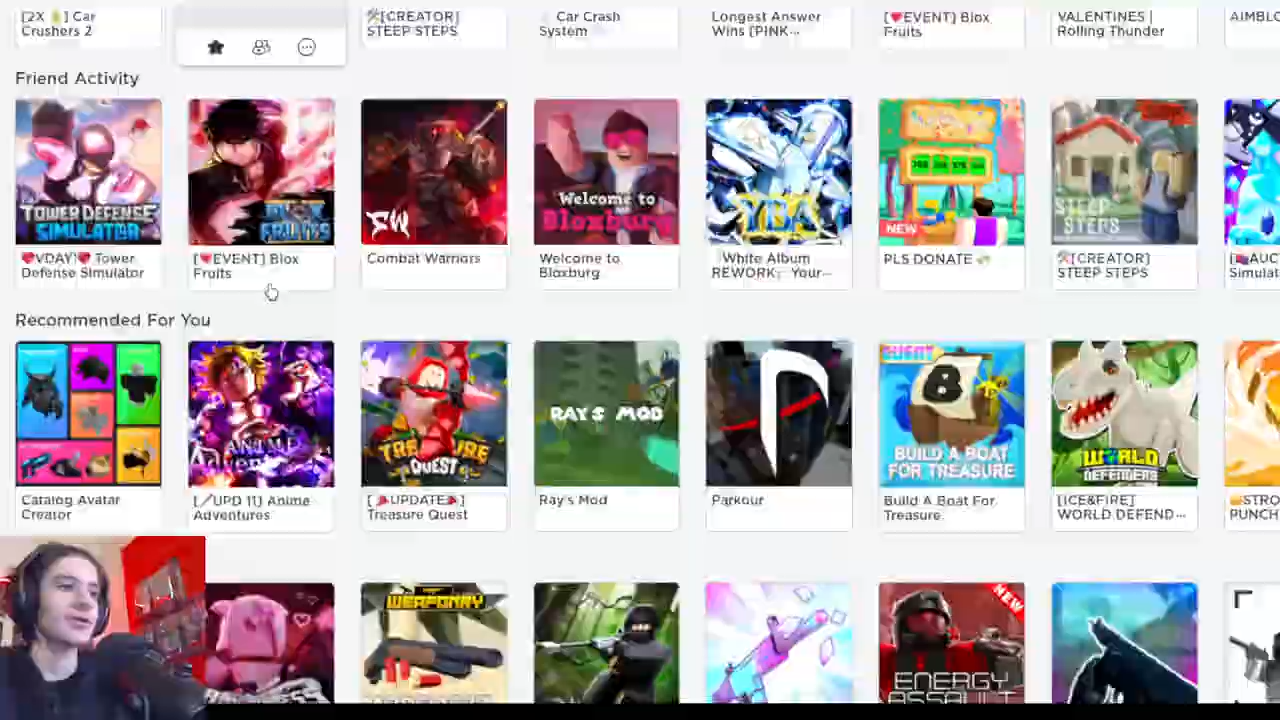 [2X
] Car
Crushers 2
[CREATOR]
STEEP STEPS
Car Crash
System
Longest Answer
Wins [PINK...
[❤EVENT] Blox
Fruits
VALENTINES |
Rolling Thunder
AIMBLO
Friend Activity
TOWER DEFENSE
SIMULATOR
❤VDAY!❤ Tower
Defense Simulator
BLOX
FRUITS
[❤EVENT] Blox
Fruits
CW
Combat Warriors
Welcome to
Bloxburg
Welcome to
Bloxburg
YBA
White Album
REWORK
Your...
NEW
PLS DONATE
STEEP
STEPS
[CREATOR]
STEEP STEPS
AUC
Simulat
Recommended For You
Catalog Avatar
Creator
ANIME
Adventures
[UPD 11] Anime
Adventures
TREASURE
QUEST
[UPDATE]
Treasure Quest
RAY'S MOD
Ray's Mod
Parkour
EVENT
B
BUILD A BOAT
FOR TREASURE
Build A Boat For
Treasure
WORLD
DEFENDERS
[ICE&FIRE]
WORLD DEFEND...
STRO
PUNCH
WEAPONRY
NEW
ENERGY
ASSAULT